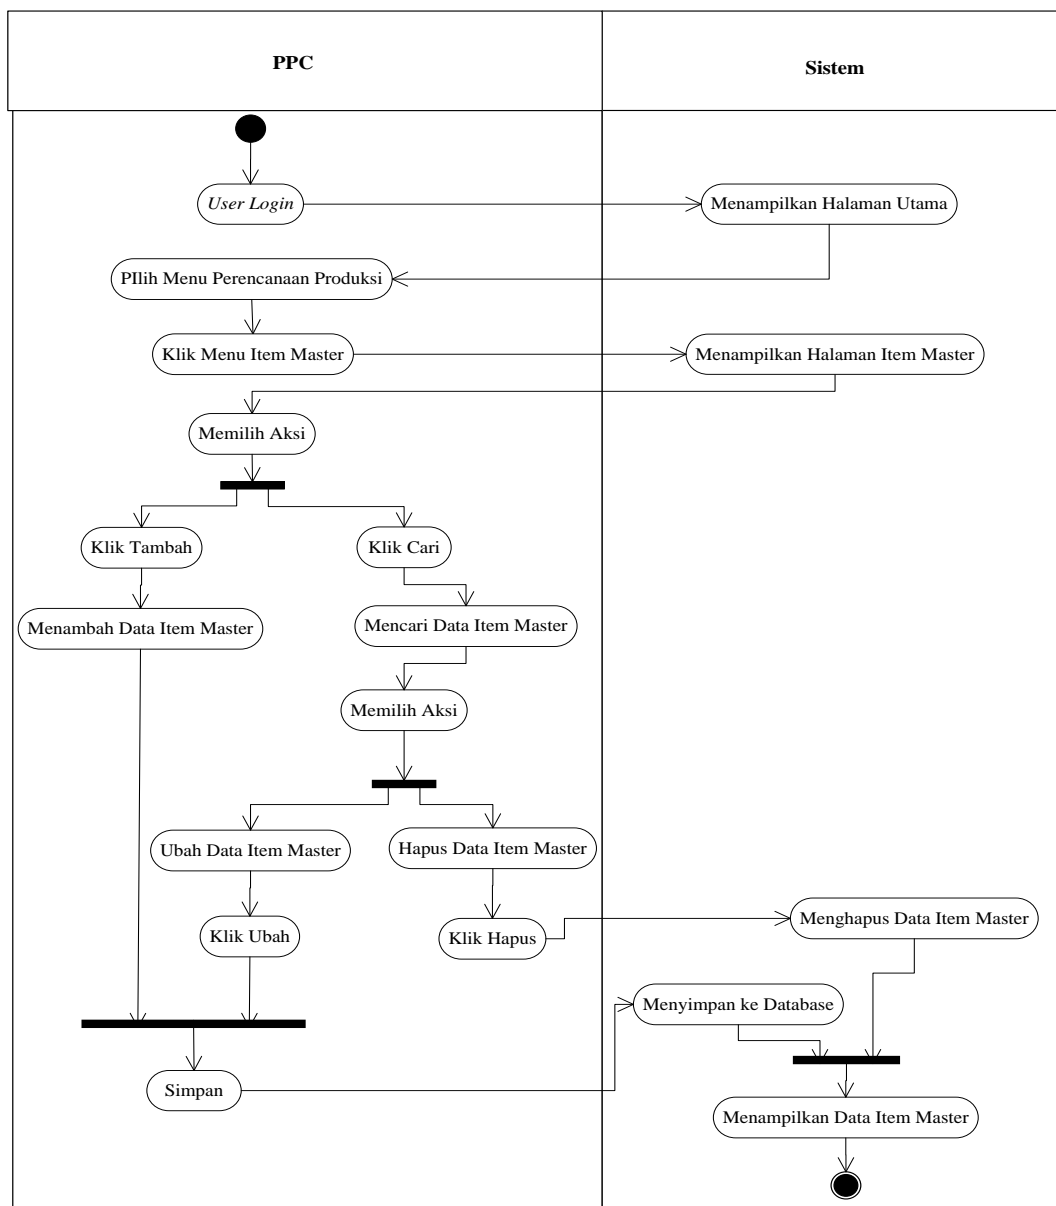 PPC
Sistem
User Login
Menampilkan Halaman Utama
PIlih Menu Perencanaan Produksi
Klik Menu Item Master
Menampilkan Halaman Item Master
Memilih Aksi
Klik Tambah
Klik Cari
Menambah Data Item Master
Mencari Data Item Master
Memilih Aksi
Ubah Data Item Master
Hapus Data Item Master
Klik Ubah
Klik Hapus
Menghapus Data Item Master
Menyimpan ke Database
Simpan
Menampilkan Data Item Master